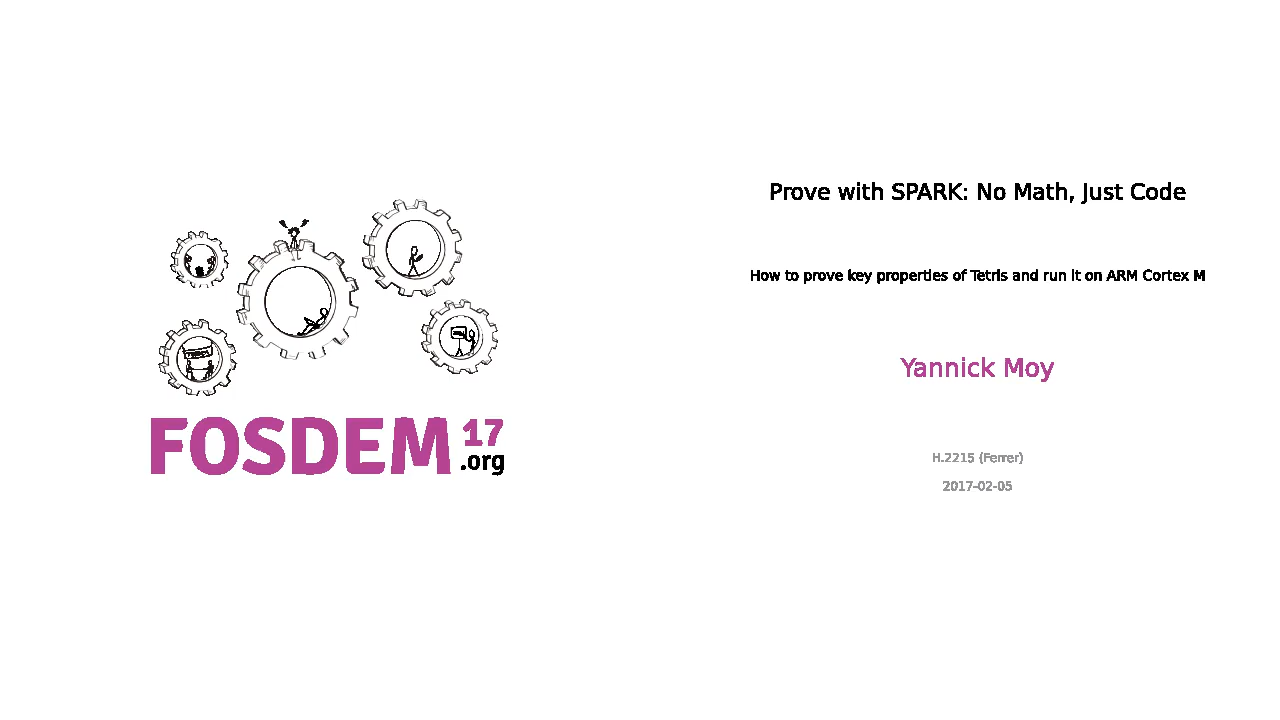 Prove with SPARK: No Math, Just Code
How to prove key properties of Tetris and run it on ARM Cortex M
Yannick Moy
H.2215 (Ferrer)
2017-02-05
FOSDEM 17
.org